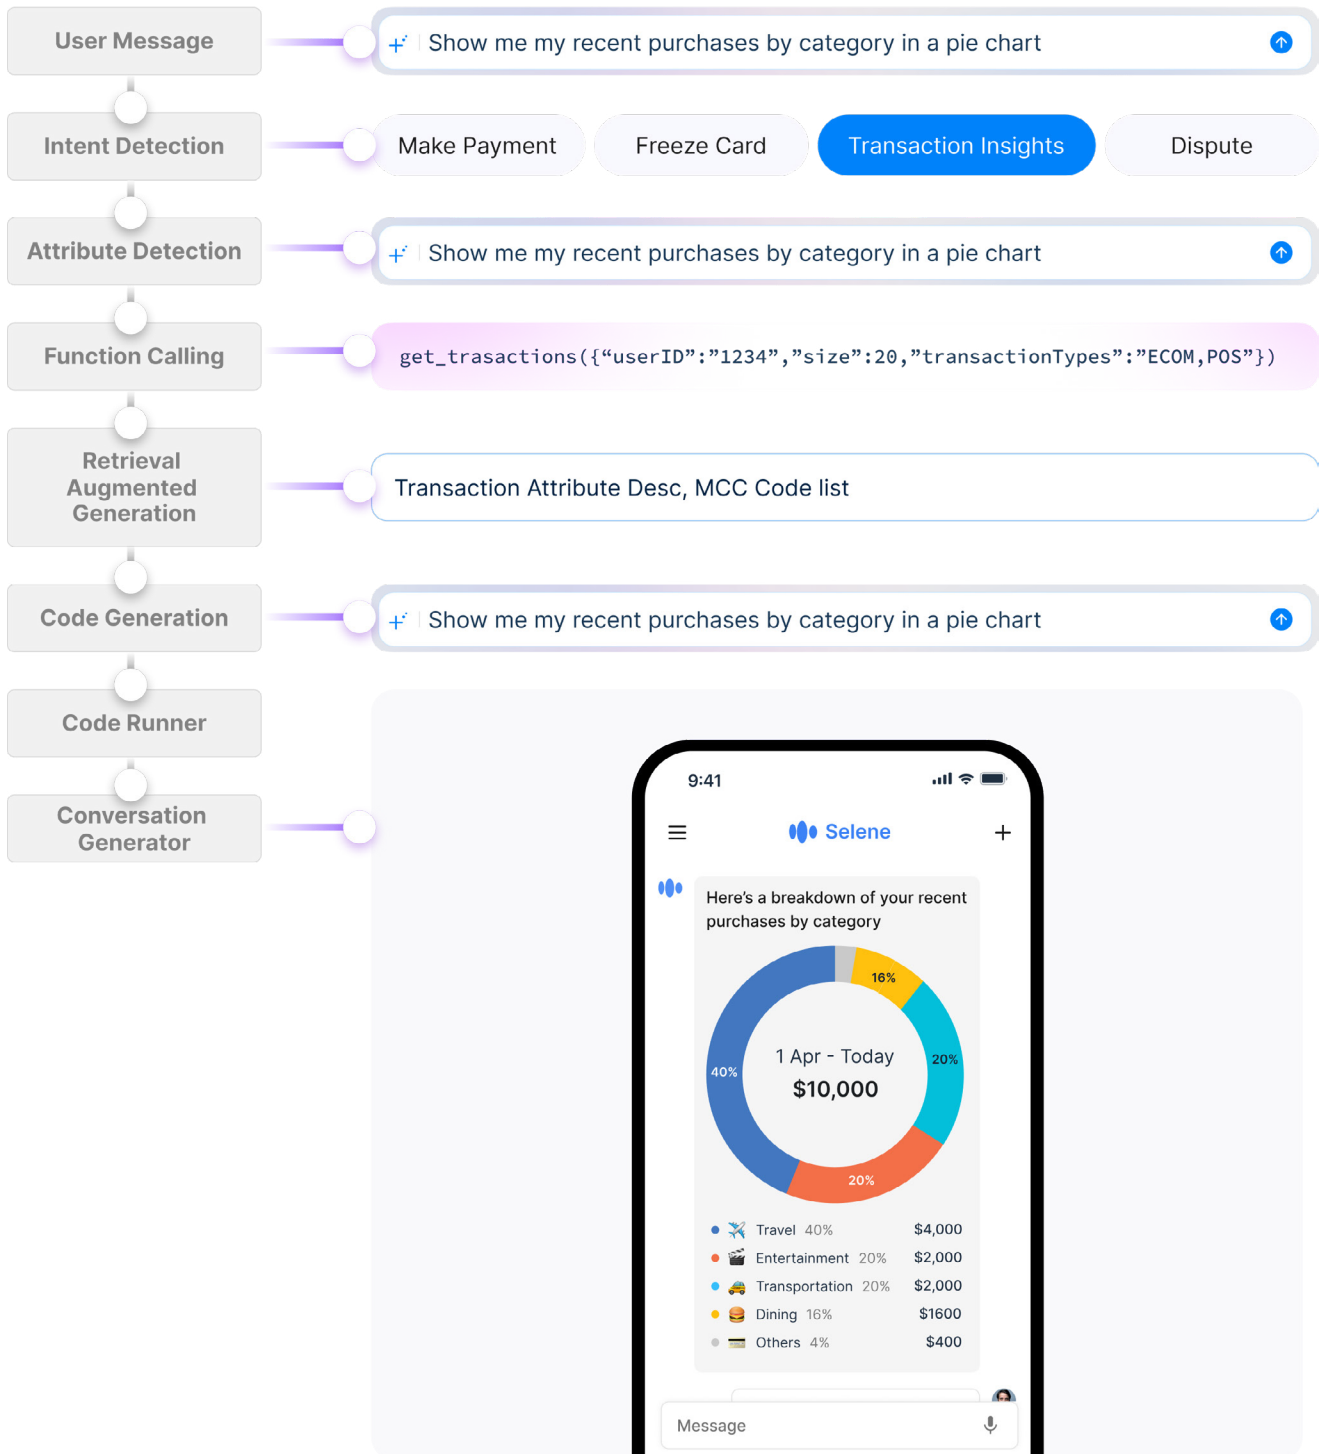 User Message
Show me my recent purchases by category in a pie chart
Intent Detection
Make Payment
Freeze Card
Transaction Insights
Dispute
Attribute Detection
Show me my recent purchases by category in a pie chart
Function Calling
get_trasactions({“userID”:”1234”,”size”:20,”transactionTypes”:”ECOM,POS”})
Retrieval
Augmented
Generation
Transaction Attribute Desc, MCC Code list
Code Generation
Show me my recent purchases by category in a pie chart
Code Runner
Conversation
Generator
9:41
Selene
Here’s a breakdown of your recent
purchases by category
16%
20%
40%
20%
1 Apr - Today
$10,000
Travel 40% $4,000
Entertainment 20% $2,000
Transportation 20% $2,000
Dining 16% $1600
Others 4% $400
Message